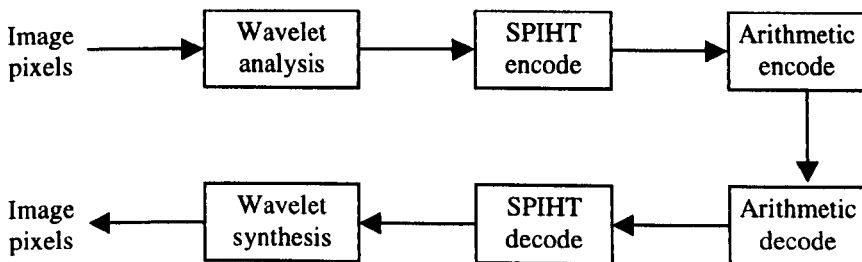 Image
pixels
Wavelet
analysis
SPIHT
encode
Arithmetic
encode
Image
pixels
Wavelet
synthesis
SPIHT
decode
Arithmetic
decode